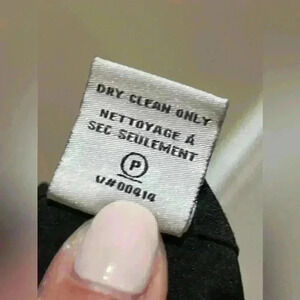 DRY CLEAN ONLY
NETTOYAGE À
SEC SEULEMENT
P
V#00414